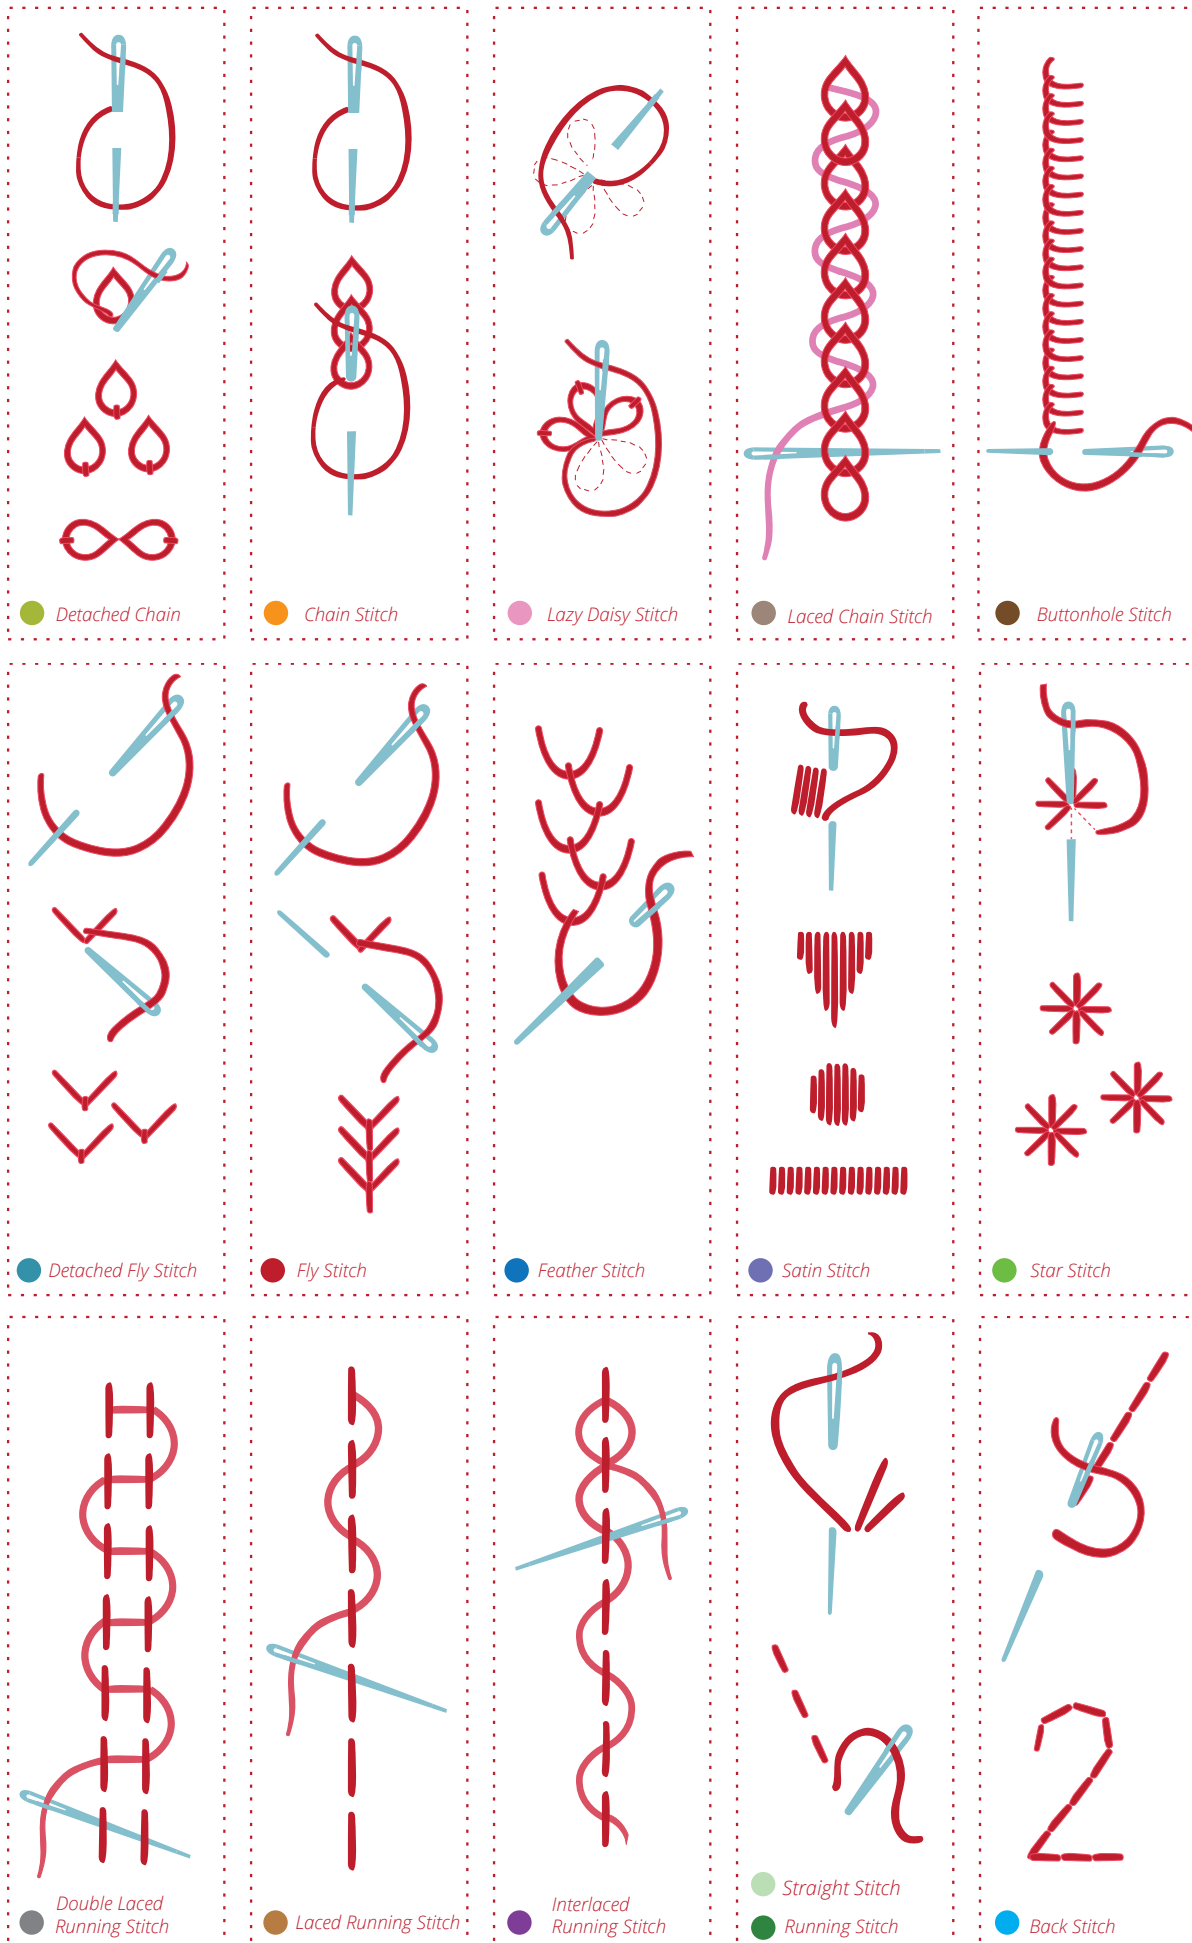 Detached Chain
Chain Stitch
Lazy Daisy Stitch
Laced Chain Stitch
Buttonhole Stitch
Detached Fly Stitch
Fly Stitch
Feather Stitch
Satin Stitch
Star Stitch
Double Laced
Running Stitch
Laced Running Stitch
Interlaced
Running Stitch
Straight Stitch
Running Stitch
Back Stitch